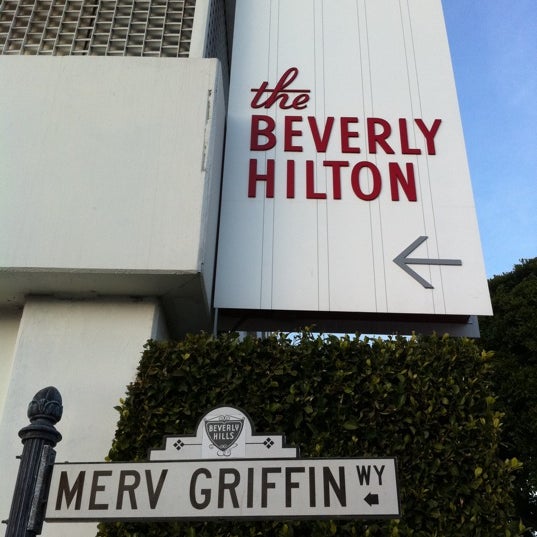 the
BEVERLY
HILTON
BEVERLY
HILLS
MERV GRIFFIN WY